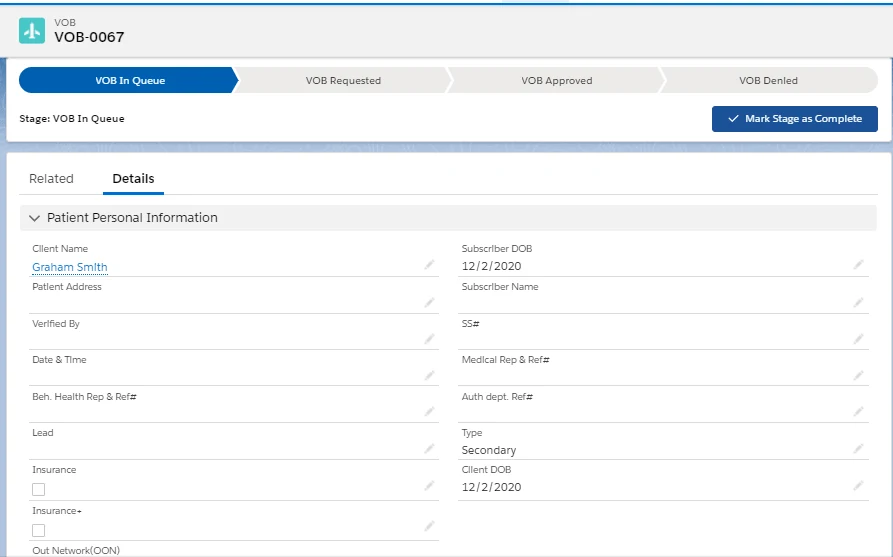 VOB
VOB-0067
VOB In Queue
VOB Requested
VOB Approved
VOB Denied
Stage: VOB In Queue
Mark Stage as Complete
Related
Details
Patient Personal Information
Client Name
Graham Smith
Subscriber DOB
12/2/2020
Patient Address
Subscriber Name
Verified By
SS#
Date & Time
Medical Rep & Ref#
Beh. Health Rep & Ref#
Auth dept. Ref#
Lead
Type
Secondary
Insurance
Client DOB
12/2/2020
Insurance+
Out Network(OON)